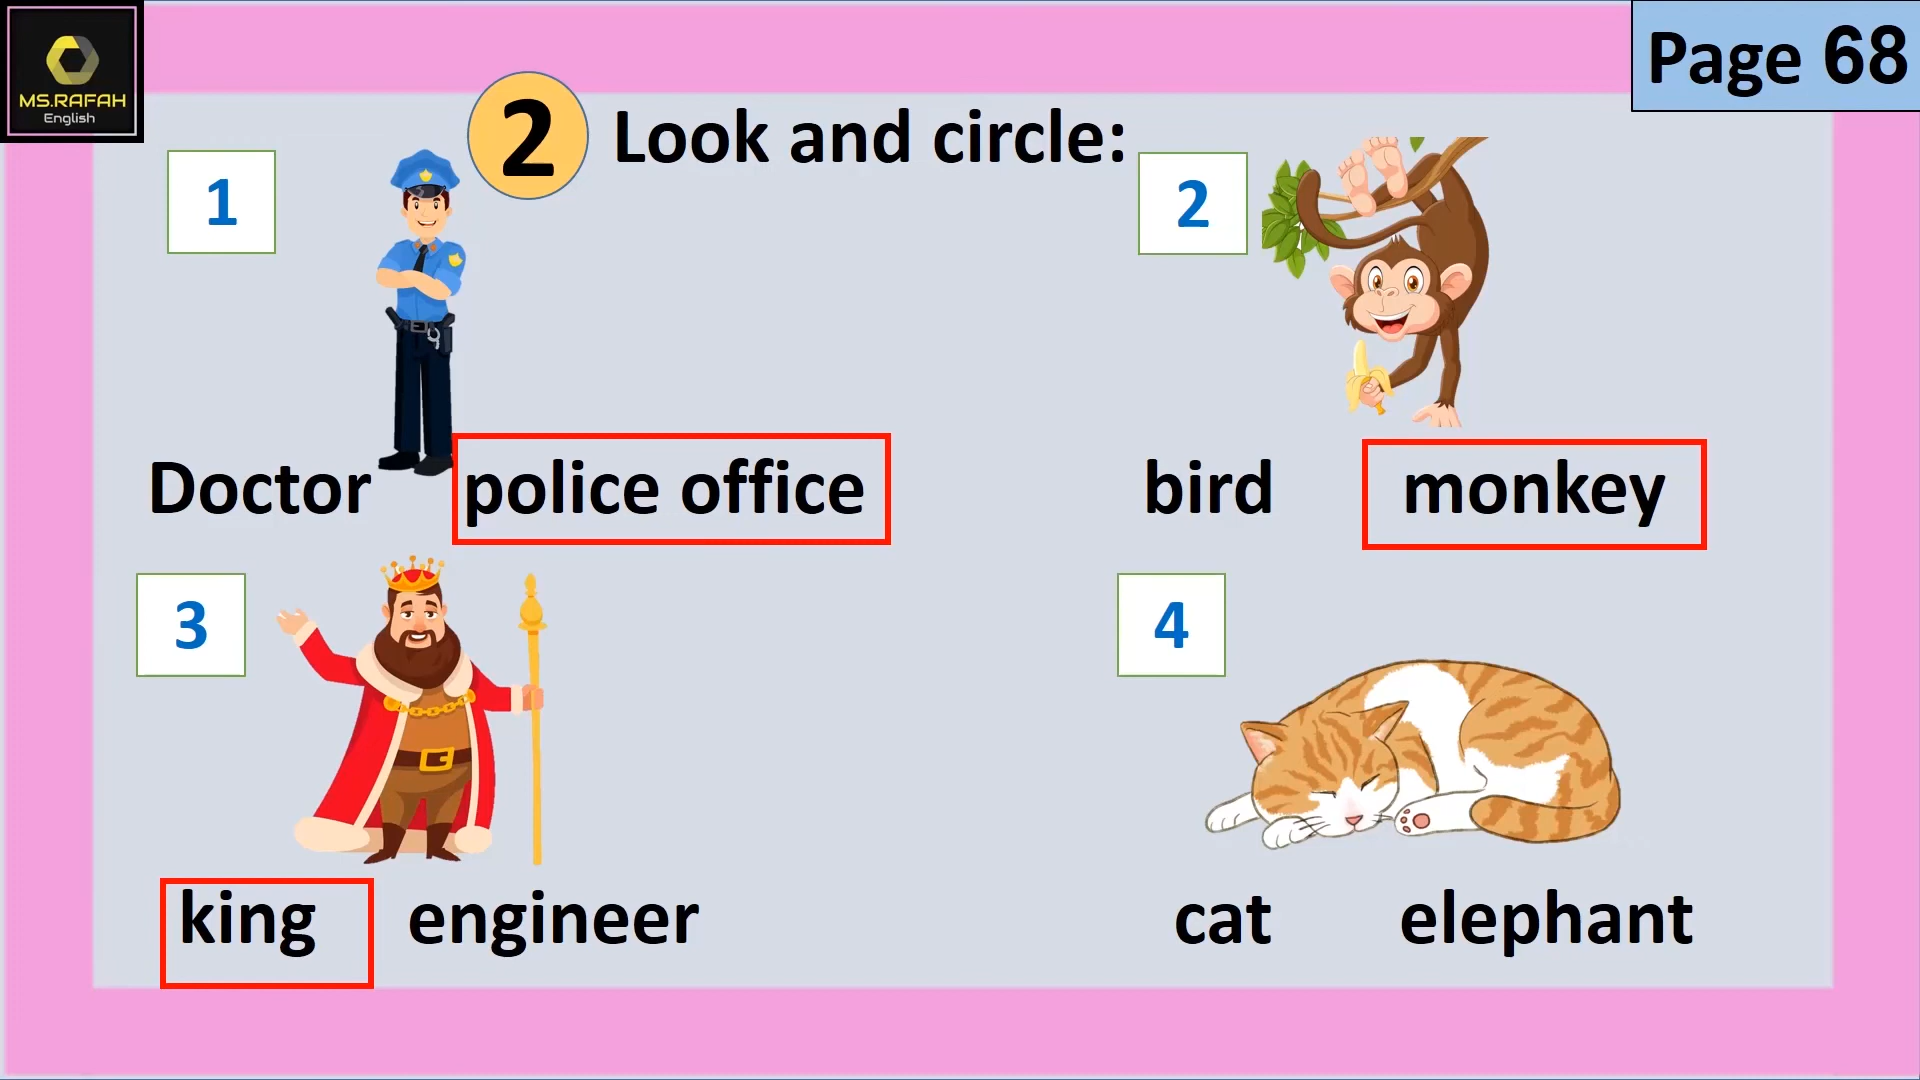 MS.RAFAH
English
Page 68
2 Look and circle:
1
2
Doctor police office
bird monkey
3
4
king engineer
cat elephant